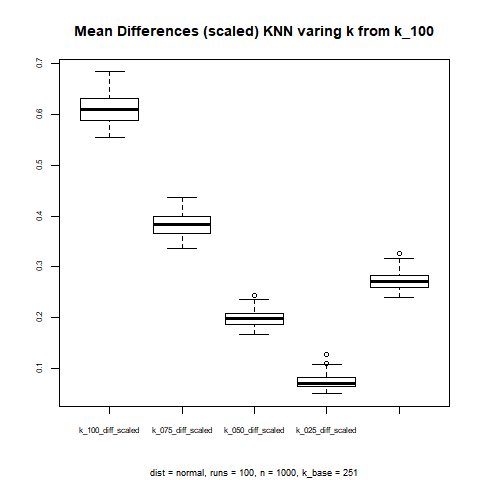 Mean Differences (scaled) KNN varing k from k_100
0.7
0.6
0.5
0.4
0.3
0.2
0.1
k_100_diff_scaled k_075_diff_scaled k_050_diff_scaled k_025_diff_scaled
dist = normal, runs = 100, n = 1000, k_base = 251